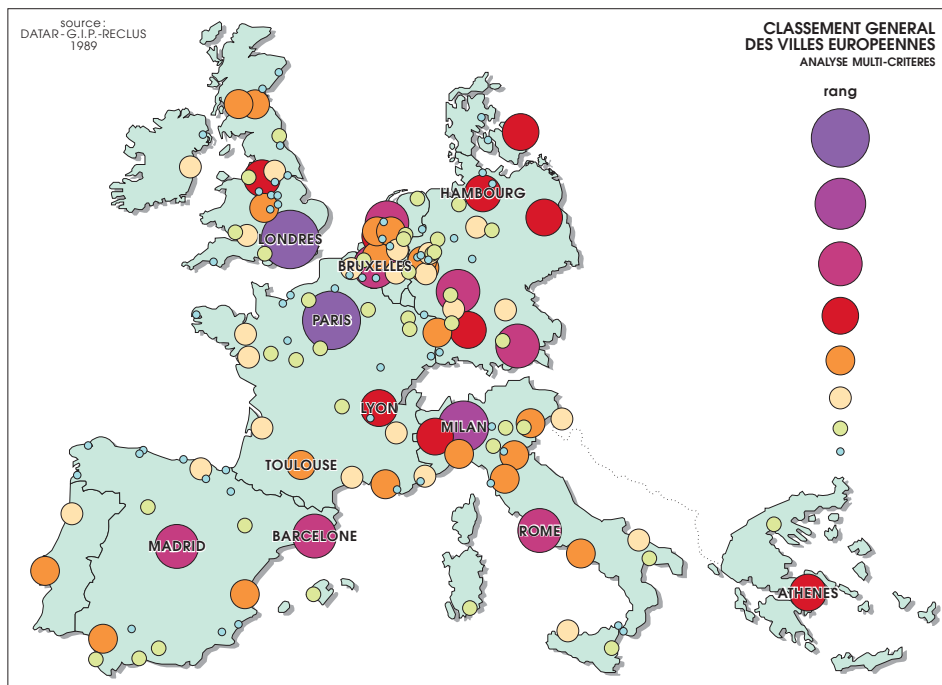 source:
DATAR-G.I.P.-RECLUS
1989
CLASSEMENT GENERAL
DES VILLES EUROPEENNES
ANALYSE MULTI-CRITERES
rang
HAMBOURG
LONDRES
BRUXELLES
PARIS
LYON
MILAN
TOULOUSE
ROME
BARCELONE
MADRID
ATHENES